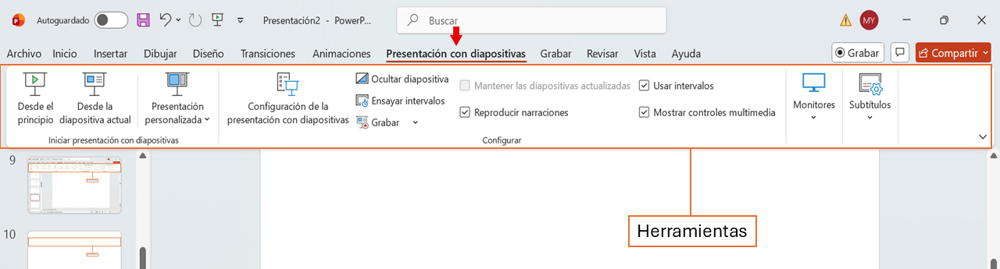 Autoguardado
Presentación2 - PowerP...
Buscar
MY
Archivo Inicio Insertar Dibujar Diseño Transiciones Animaciones Presentación con diapositivas Grabar Revisar Vista Ayuda
Grabar
Compartir
Desde el
principio
Desde la
diapositiva actual
Presentación
personalizada
Iniciar presentación con diapositivas
Configuración de la
presentación con diapositivas
Ocultar diapositiva
Ensayar intervalos
Grabar
Mantener las diapositivas actualizadas
Reproducir narraciones
Usar intervalos
Mostrar controles multimedia
Configurar
Monitores
Subtítulos
9
10
Herramientas